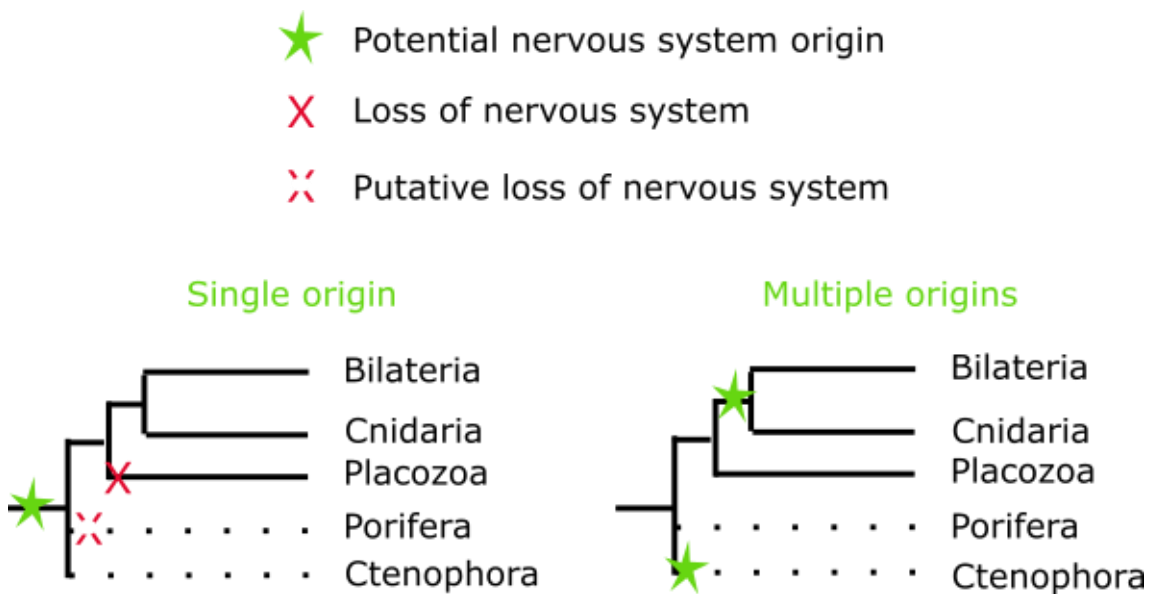 Potential nervous system origin
Loss of nervous system
Putative loss of nervous system
Single origin
Bilateria
Cnidaria
Placozoa
Porifera
Ctenophora
Multiple origins
Bilateria
Cnidaria
Placozoa
Porifera
Ctenophora